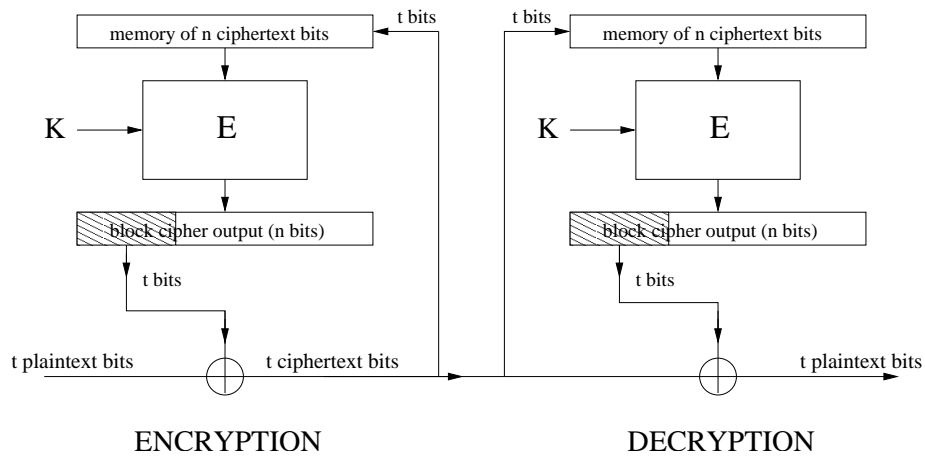 t bits
t bits
memory of n ciphertext bits
memory of n ciphertext bits
K
E
K
E
block cipher output (n bits)
block cipher output (n bits)
t bits
t bits
t plaintext bits
t ciphertext bits
t plaintext bits
ENCRYPTION
DECRYPTION